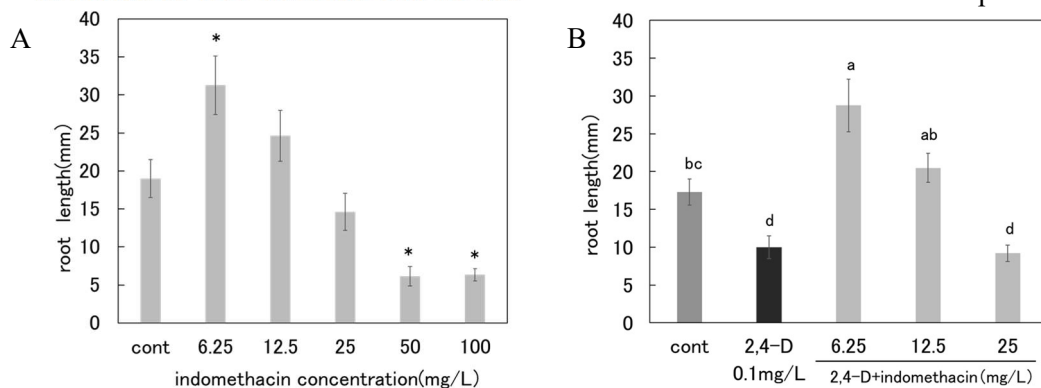 p
A
40
35
30
25
20
15
10
5
0
root length(mm)
*
*
*
cont 6.25 12.5 25 50 100
indomethacin concentration(mg/L)
B
40
35
30
25
20
15
10
5
0
root length(mm)
bc
d
a
ab
d
cont 2,4-D 6.25 12.5 25
0.1mg/L 2,4-D+indomethacin(mg/L)